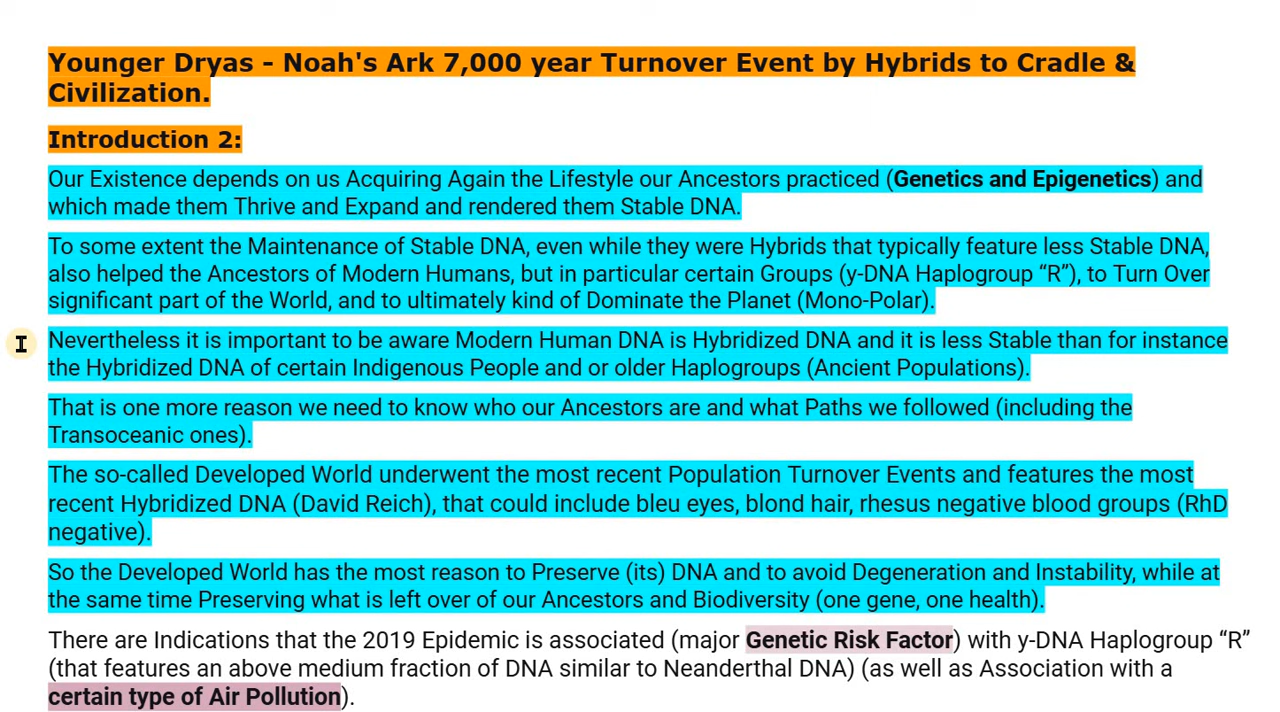 Younger Dryas - Noah's Ark 7,000 year Turnover Event by Hybrids to Cradle &
Civilization.
Introduction 2:
Our Existence depends on us Acquiring Again the Lifestyle our Ancestors practiced (Genetics and Epigenetics) and
which made them Thrive and Expand and rendered them Stable DNA.
To some extent the Maintenance of Stable DNA, even while they were Hybrids that typically feature less Stable DNA,
also helped the Ancestors of Modern Humans, but in particular certain Groups (y-DNA Haplogroup “R”), to Turn Over
significant part of the World, and to ultimately kind of Dominate the Planet (Mono-Polar).
Nevertheless it is important to be aware Modern Human DNA is Hybridized DNA and it is less Stable than for instance
the Hybridized DNA of certain Indigenous People and or older Haplogroups (Ancient Populations).
That is one more reason we need to know who our Ancestors are and what Paths we followed (including the
Transoceanic ones).
The so-called Developed World underwent the most recent Population Turnover Events and features the most
recent Hybridized DNA (David Reich), that could include bleu eyes, blond hair, rhesus negative blood groups (RhD
negative).
So the Developed World has the most reason to Preserve (its) DNA and to avoid Degeneration and Instability, while at
the same time Preserving what is left over of our Ancestors and Biodiversity (one gene, one health).
There are Indications that the 2019 Epidemic is associated (major Genetic Risk Factor) with y-DNA Haplogroup “R”
(that features an above medium fraction of DNA similar to Neanderthal DNA) (as well as Association with a
certain type of Air Pollution).